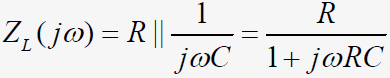 Z_L(jω) = R || 1/(jωC) = R/(1 + jωRC)